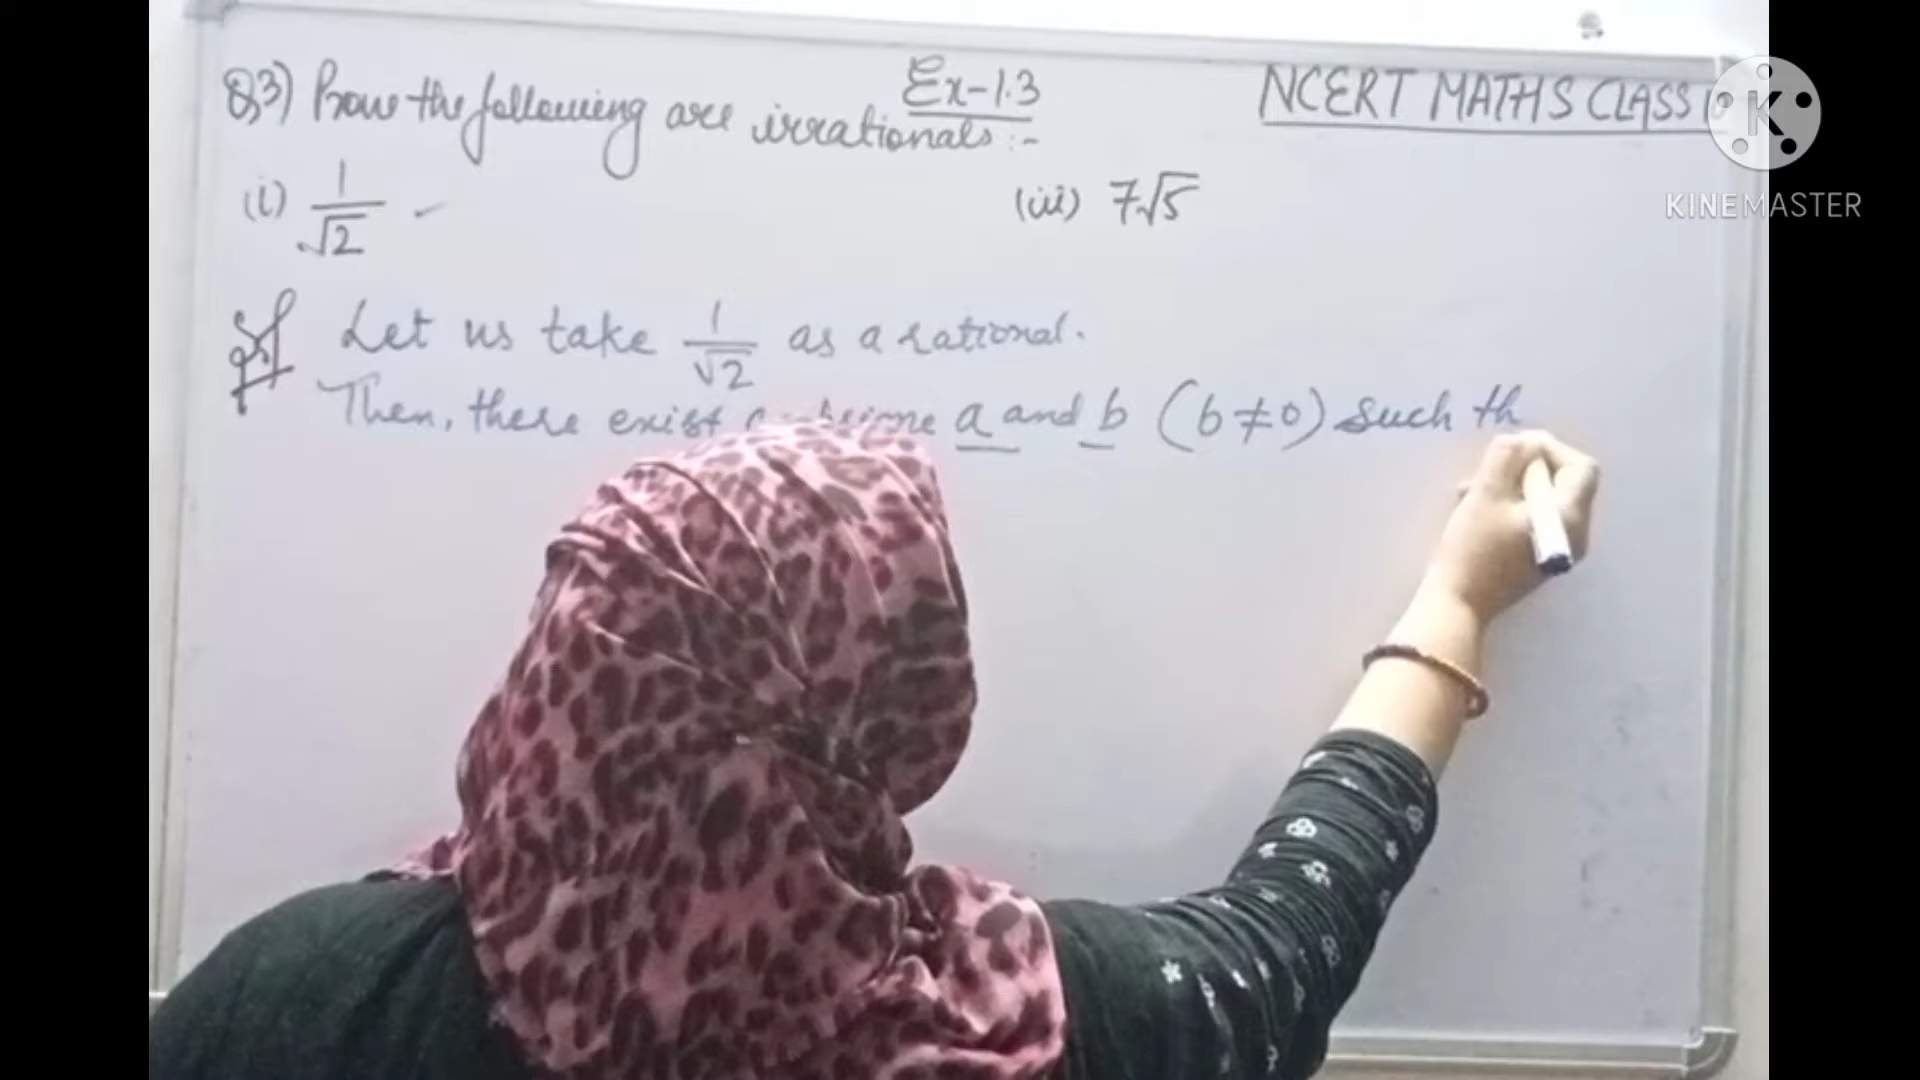 Ex-1.3
NCERT MATHS CLASS
Q3) Prove the following are irrationals:-
(i) 1/√2
(iii) 7√5
Sol Let us take 1/√2 as a rational.
Then, there exist a and b (b≠0) such th
K
KINEMASTER